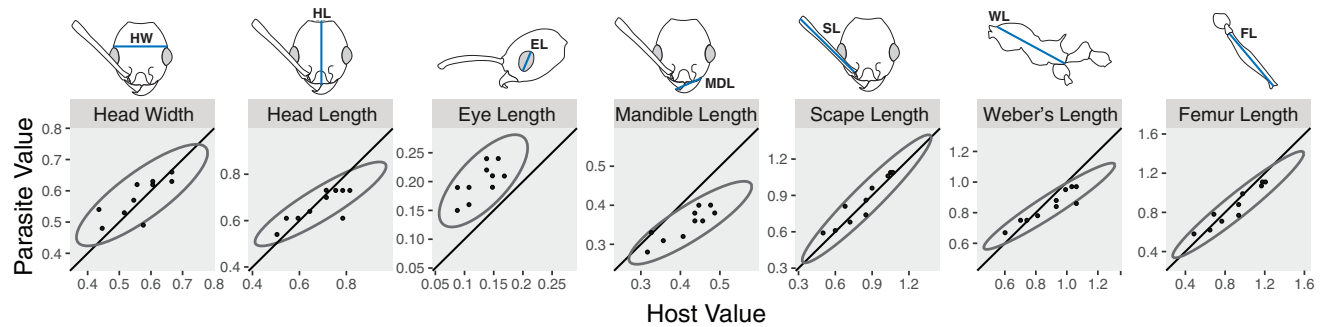 HW
HL
EL
MDL
SL
WL
FL
Head Width
Head Length
Eye Length
Mandible Length
Scape Length
Weber's Length
Femur Length
Parasite Value
0.8
0.7
0.6
0.5
0.4
0.4 0.5 0.6 0.7 0.8
0.8
0.6
0.4
0.4 0.6 0.8
0.25
0.20
0.15
0.10
0.05
0.05 0.15 0.20 0.25
0.5
0.4
0.3
0.3 0.4 0.5
1.2
0.9
0.6
0.3
0.3 0.6 0.9 1.2
1.2
1.0
0.8
0.6
0.6 0.8 1.0 1.2
1.6
1.2
0.8
0.4
0.4 0.8 1.2 1.6
Host Value